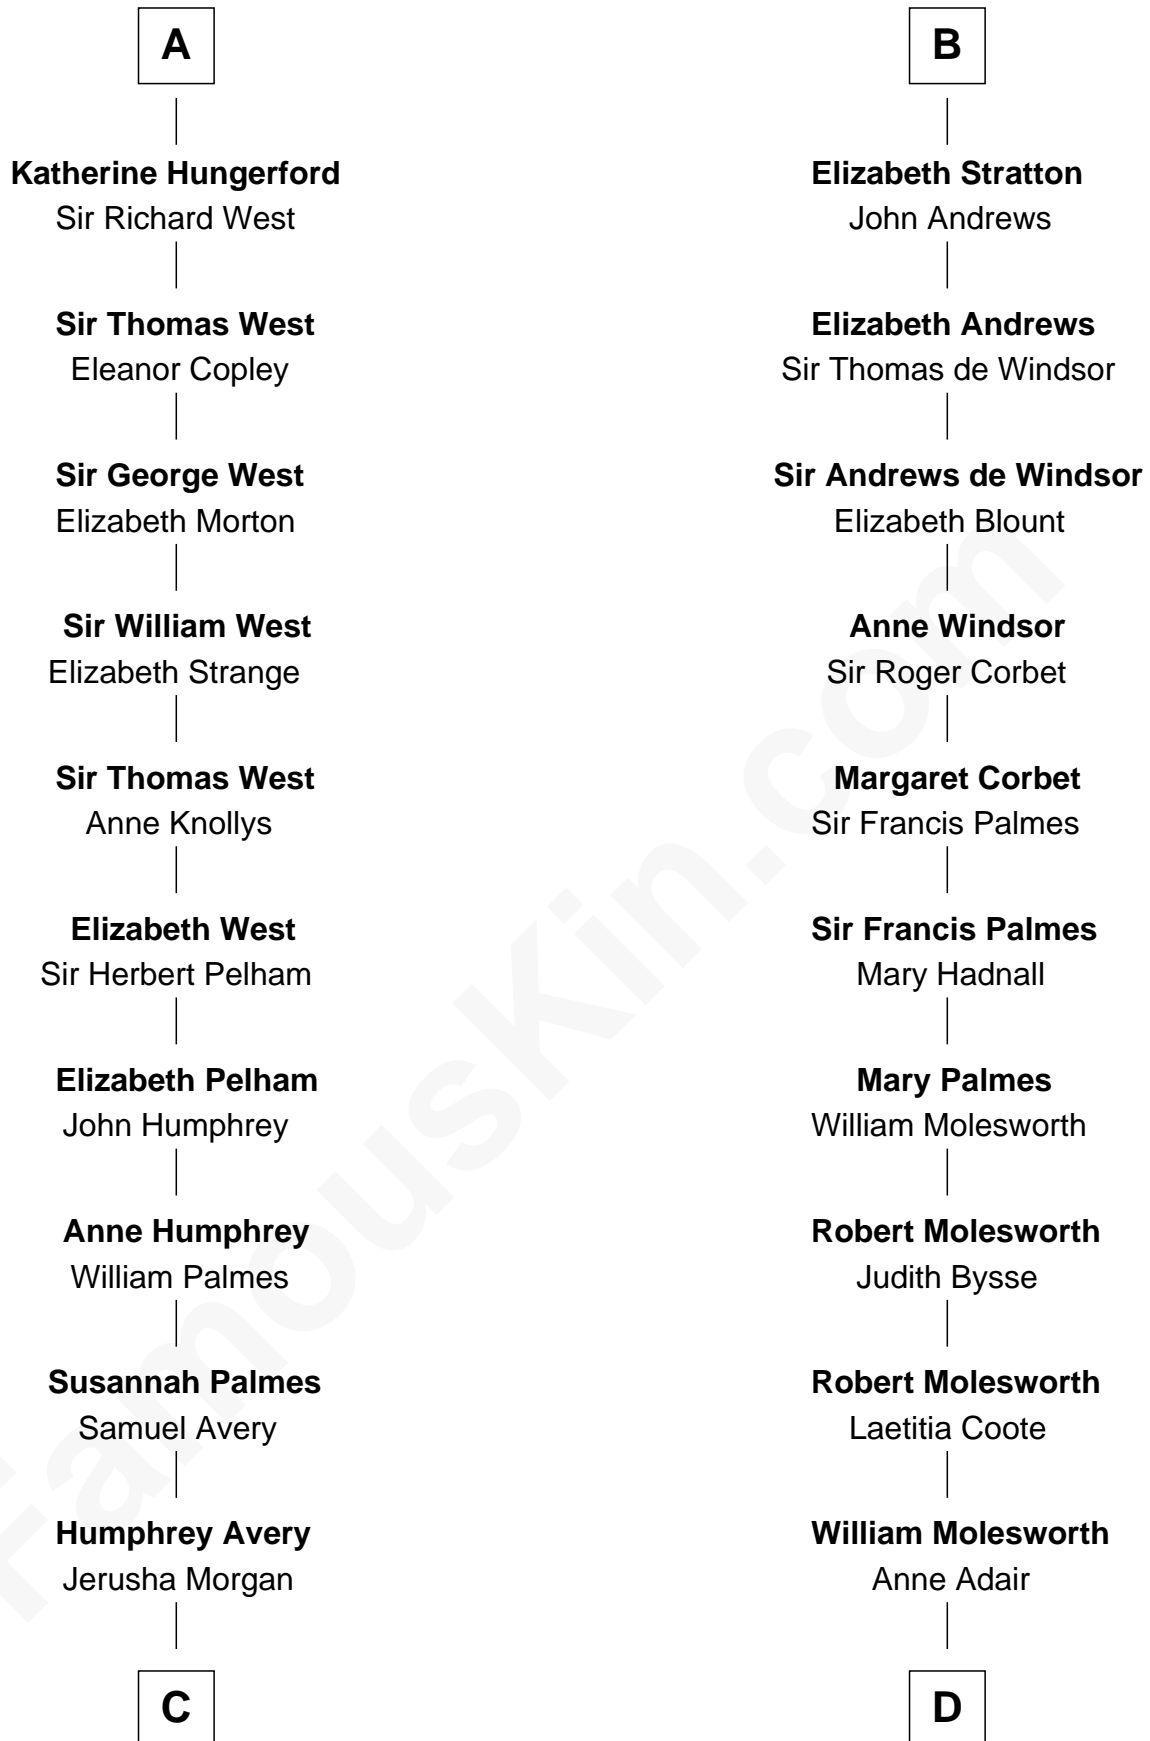 A
Katherine Hungerford
Sir Richard West
Sir Thomas West
Eleanor Copley
Sir George West
Elizabeth Morton
Sir William West
Elizabeth Strange
Sir Thomas West
Anne Knollys
Elizabeth West
Sir Herbert Pelham
Elizabeth Pelham
John Humphrey
Anne Humphrey
William Palmes
Susannah Palmes
Samuel Avery
Humphrey Avery
Jerusha Morgan
C
B
Elizabeth Stratton
John Andrews
Elizabeth Andrews
Sir Thomas de Windsor
Sir Andrews de Windsor
Elizabeth Blount
Anne Windsor
Sir Roger Corbet
Margaret Corbet
Sir Francis Palmes
Sir Francis Palmes
Mary Hadnall
Mary Palmes
William Molesworth
Robert Molesworth
Judith Bysse
Robert Molesworth
Laetitia Coote
William Molesworth
Anne Adair
D
FamousKin.com